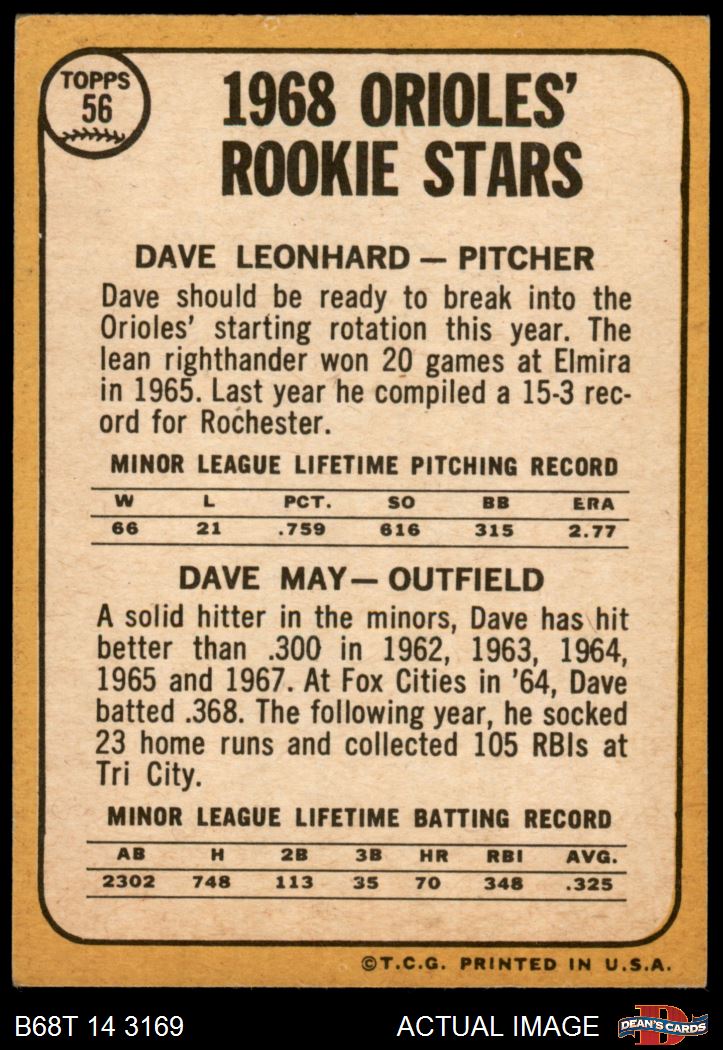 TOPPS
56
1968 ORIOLES'
ROOKIE STARS
DAVE LEONHARD — PITCHER
Dave should be ready to break into the
Orioles' starting rotation this year. The
lean righthander won 20 games at Elmira
in 1965. Last year he compiled a 15-3 rec-
ord for Rochester.
MINOR LEAGUE LIFETIME PITCHING RECORD
W L PCT. SO BB ERA
66 21 .759 616 315 2.77
DAVE MAY — OUTFIELD
A solid hitter in the minors, Dave has hit
better than .300 in 1962, 1963, 1964,
1965 and 1967. At Fox Cities in '64, Dave
batted .368. The following year, he socked
23 home runs and collected 105 RBIs at
Tri City.
MINOR LEAGUE LIFETIME BATTING RECORD
AB H 2B 3B HR RBI AVG.
2302 748 113 35 70 348 .325
©T.C.G. PRINTED IN U.S.A.
B68T 14 3169 ACTUAL IMAGE D DEAN'S CARDS